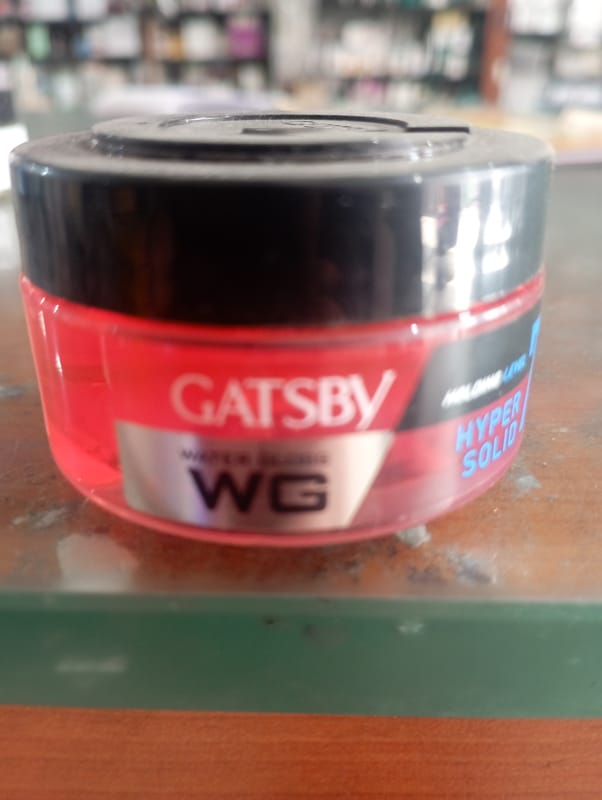 GATSBY
WATER GLOSS
WG
HOLDING LEVEL
HYPER
SOLID